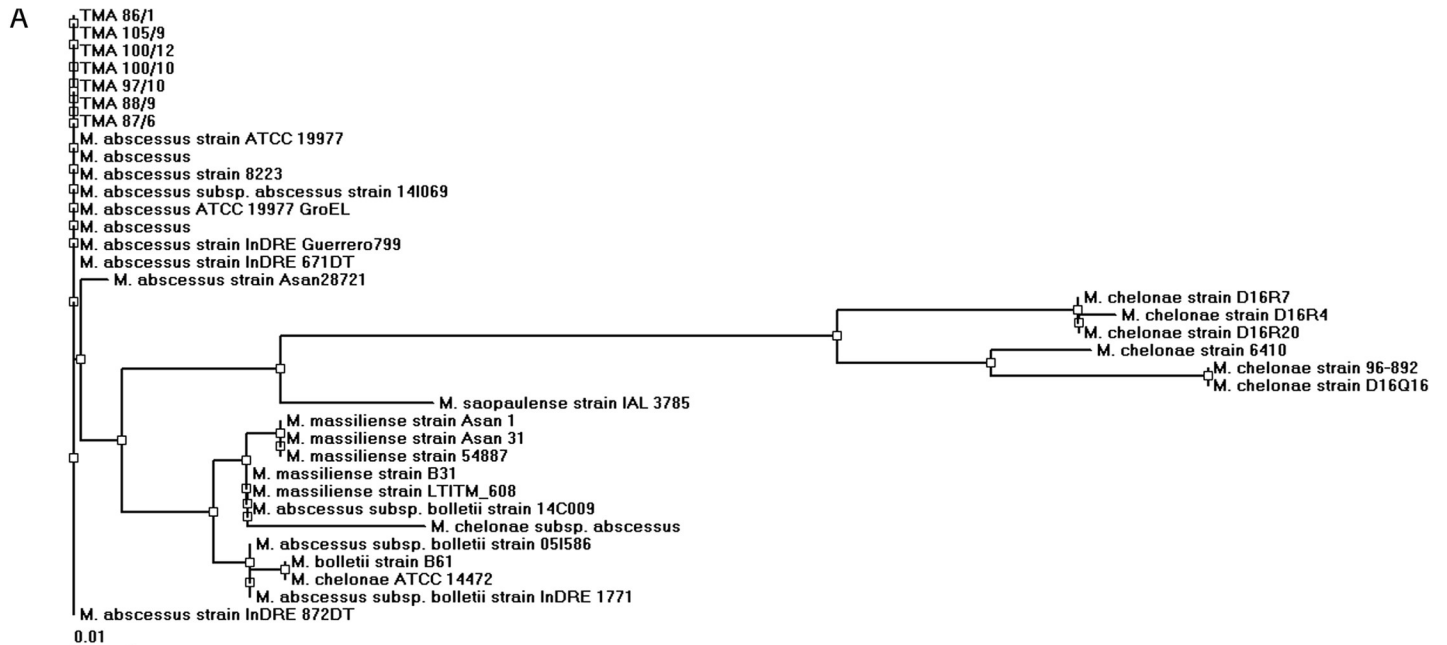 A
TMA 86/1
TMA 105/9
TMA 100/12
TMA 100/10
TMA 97/10
TMA 88/9
TMA 87/6
M. abscessus strain ATCC 19977
M. abscessus
M. abscessus strain 8223
M. abscessus subsp. abscessus strain 14I069
M. abscessus ATCC 19977 GroEL
M. abscessus
M. abscessus strain InDRE Guerrero799
M. abscessus strain InDRE 671DT
M. abscessus strain Asan28721
M. chelonae strain D16R7
M. chelonae strain D16R4
M. chelonae strain D16R20
M. chelonae strain 6410
M. chelonae strain 96-892
M. chelonae strain D16Q16
M. saopaulense strain IAL 3785
M. massiliense strain Asan 1
M. massiliense strain Asan 31
M. massiliense strain 54887
M. massiliense strain B31
M. massiliense strain LTITM_608
M. abscessus subsp. bolletii strain 14C009
M. chelonae subsp. abscessus
M. abscessus subsp. bolletii strain 05I586
M. bolletii strain B61
M. chelonae ATCC 14472
M. abscessus subsp. bolletii strain InDRE 1771
M. abscessus strain InDRE 872DT
0.01